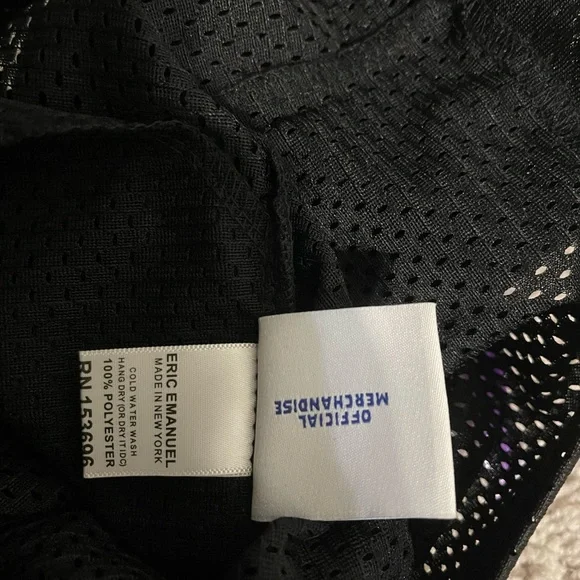 ERIC EMANUEL
MADE IN NEW YORK
COLD WATER WASH
HANG DRY (OR DRY IT IDC)
100% POLYESTER
RN 153696
OFFICIAL
MERCHANDISE